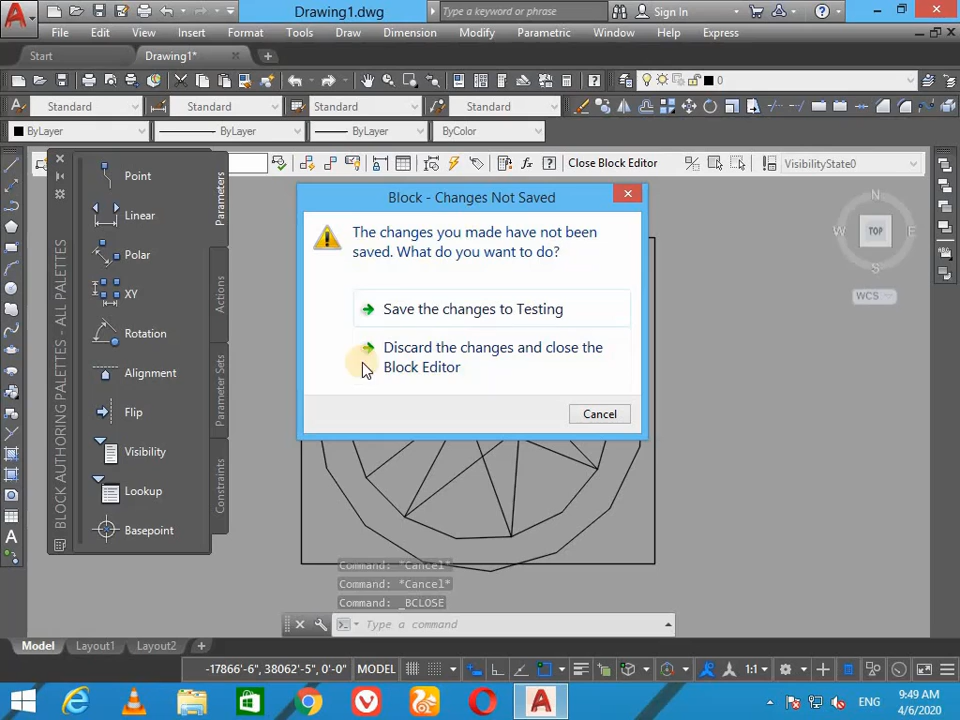 Drawing1.dwg
Type a keyword or phrase
Sign In
File Edit View Insert Format Tools Draw Dimension Modify Parametric Window Help Express
Start
Drawing1*
0
Standard
Standard
Standard
Standard
ByLayer
ByLayer
ByLayer
ByColor
Close Block Editor
VisibilityState0
BLOCK AUTHORING PALETTES - ALL PALETTES
Point
Linear
Polar
XY
Rotation
Alignment
Flip
Visibility
Lookup
Basepoint
Parameters
Actions
Parameter Sets
Constraints
Block - Changes Not Saved
The changes you made have not been
saved. What do you want to do?
Save the changes to Testing
Discard the changes and close the
Block Editor
Cancel
N
W
TOP
E
S
WCS
Command: *Cancel*
Command: *Cancel*
Command: _BCLOSE
Type a command
Model
Layout1
Layout2
-17866'-6", 38062'-5", 0'-0"
MODEL
1:1
ENG
9:49 AM
4/6/2020